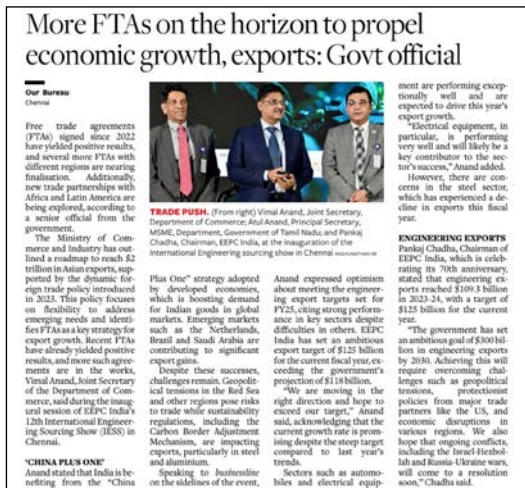 More FTAs on the horizon to propel
economic growth, exports: Govt official
Our Bureau
Chennai
Free trade agreements
(FTAs) signed since 2022
have yielded positive results,
and several more FTAs with
different regions are nearing
finalisation. Additionally,
new trade partnerships with
Africa and Latin America are
being explored, according to
a senior official from the
government.
The Ministry of Com-
merce and Industry has out-
lined a roadmap to reach $2
trillion in Asian exports, sup-
ported by the dynamic for-
eign trade policy introduced
in 2023. This policy focuses
on flexibility to address
emerging needs and identi-
fies FTAs as a key strategy for
export growth. Recent FTAs
have already yielded positive
results, and more such agree-
ments are in the works,
Vimal Anand, Joint Secretary
of the Department of Com-
merce, said during the inaug-
ural session of EEPC India's
12th International Engineer-
ing Sourcing Show (IESS) in
Chennai.
'CHINA PLUS ONE'
Anand stated that India is be-
nefiting from the "China
TRADE PUSH. (From right) Vimal Anand, Joint Secretary,
Department of Commerce; Atul Anand, Principal Secretary,
MSME, Department, Government of Tamil Nadu; and Pankaj
Chadha, Chairman, EEPC India, at the inauguration of the
International Engineering sourcing show in Chennai
Plus One" strategy adopted
by developed economies,
which is boosting demand
for Indian goods in global
markets. Emerging markets
such as the Netherlands,
Brazil and Saudi Arabia are
contributing to significant
export gains.
Despite these successes,
challenges remain. Geopolit-
ical tensions in the Red Sea
and other regions pose risks
to trade while sustainability
regulations, including the
Carbon Border Adjustment
Mechanism, are impacting
exports, particularly in steel
and aluminium.
Speaking to businessline
on the sidelines of the event,
Anand expressed optimism
about meeting the engineer-
ing export targets set for
FY25, citing strong perform-
ance in key sectors despite
difficulties in others. EEPC
India has set an ambitious
export target of $125 billion
for the current fiscal year, ex-
ceeding the government's
projection of $118 billion.
"We are moving in the
right direction and hope to
exceed our target," Anand
said, acknowledging that the
current growth rate is prom-
ising despite the steep target
compared to last year's
trends.
Sectors such as automo-
biles and electrical equip-
ment are performing excep-
tionally well and are
expected to drive this year's
export growth.
"Electrical equipment, in
particular, is performing
very well and will likely be a
key contributor to the sec-
tor's success," Anand added.
However, there are con-
cerns in the steel sector,
which has experienced a de-
cline in exports this fiscal
year.
ENGINEERING EXPORTS
Pankaj Chadha, Chairman of
EEPC India, which is celeb-
rating its 70th anniversary,
stated that engineering ex-
ports reached $109.3 billion
in 2023-24, with a target of
$125 billion for the current
year.
"The government has set
an ambitious goal of $300 bil-
lion in engineering exports
by 2030. Achieving this will
require overcoming chal-
lenges such as geopolitical
tensions, protectionist
policies from major trade
partners like the US, and
economic disruptions in
various regions. We also
hope that ongoing conflicts,
including the Israel-Hezbol-
lah and Russia-Ukraine wars,
will come to a resolution
soon," Chadha said.